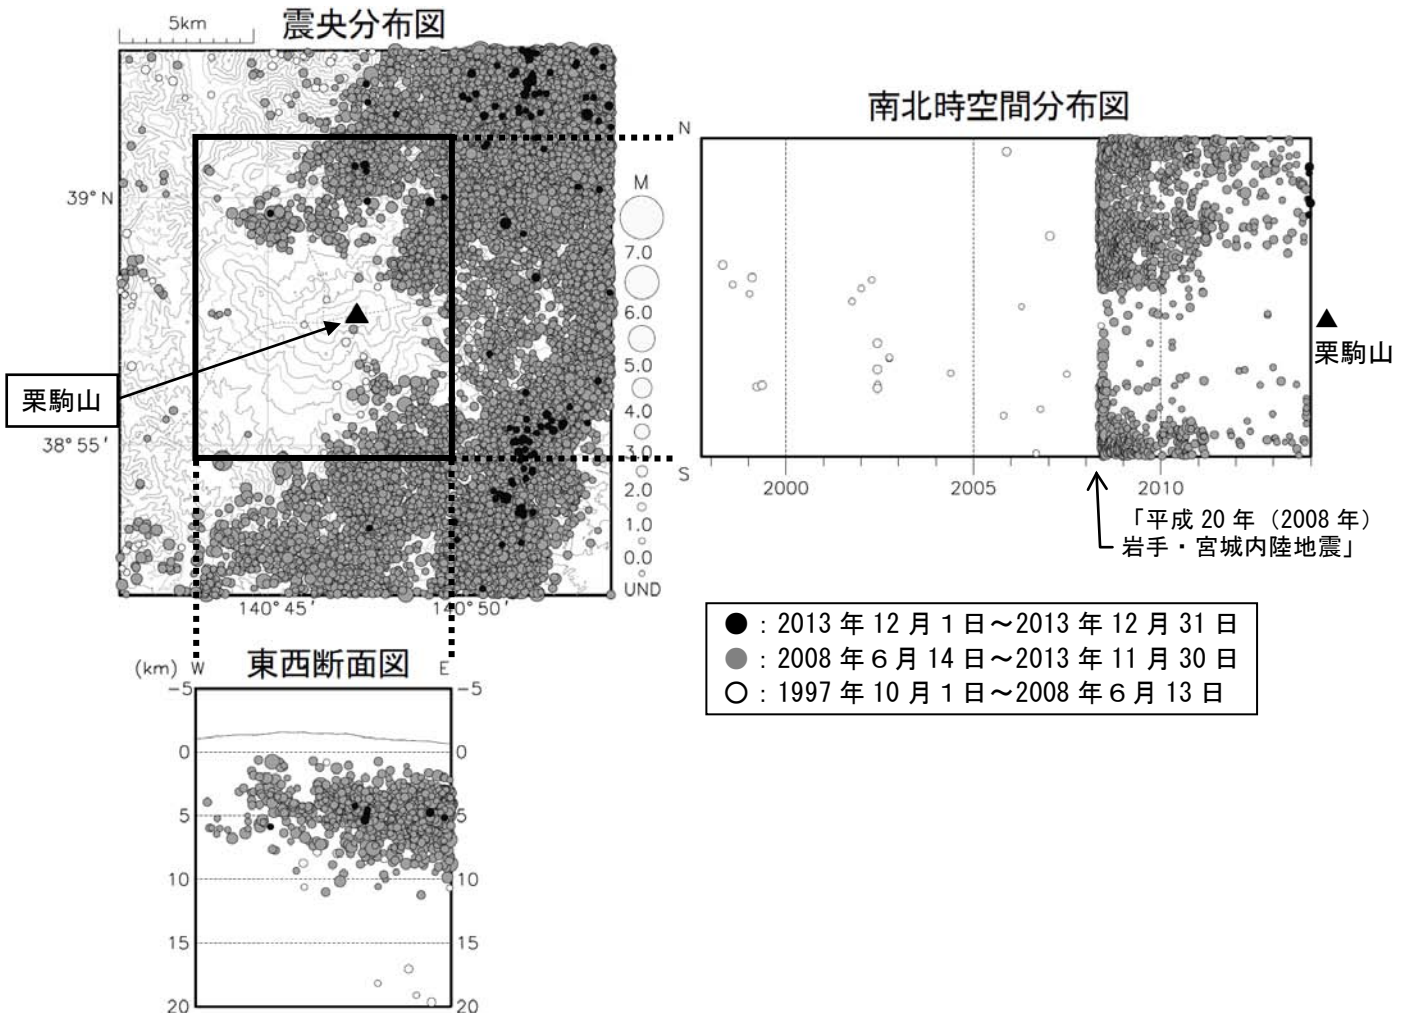 5km
震央分布図
39°N
栗駒山
38°55′
140°45′
140°50′
M
7.0
6.0
5.0
4.0
3.0
2.0
1.0
0.0
UND
南北時空間分布図
N
S
2000
2005
2010
栗駒山
「平成 20 年（2008 年）
岩手・宮城内陸地震」
●：2013 年 12 月 1 日～2013 年 12 月 31 日
●：2008 年 6 月 14 日～2013 年 11 月 30 日
○：1997 年 10 月 1 日～2008 年 6 月 13 日
東西断面図
(km) W
E
-5
-5
0
0
5
5
10
10
15
15
20
20